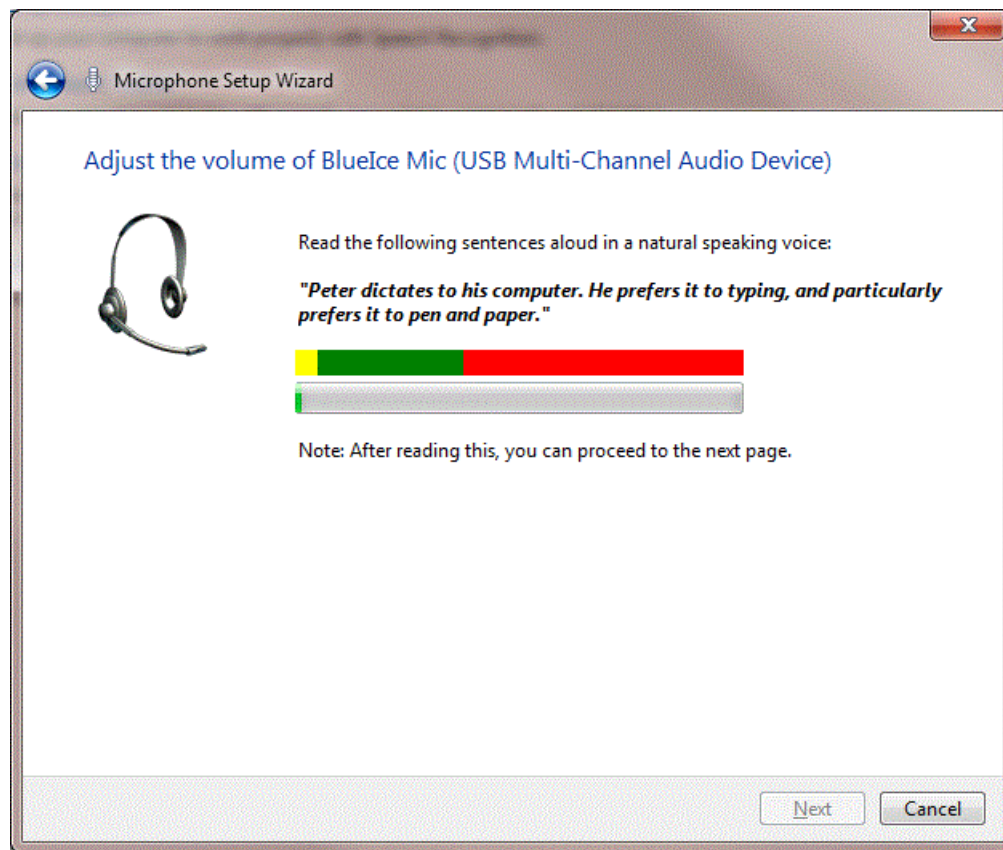 Microphone Setup Wizard
Adjust the volume of BlueIce Mic (USB Multi-Channel Audio Device)
Read the following sentences aloud in a natural speaking voice:
"Peter dictates to his computer. He prefers it to typing, and particularly
prefers it to pen and paper."
Note: After reading this, you can proceed to the next page.
Next
Cancel